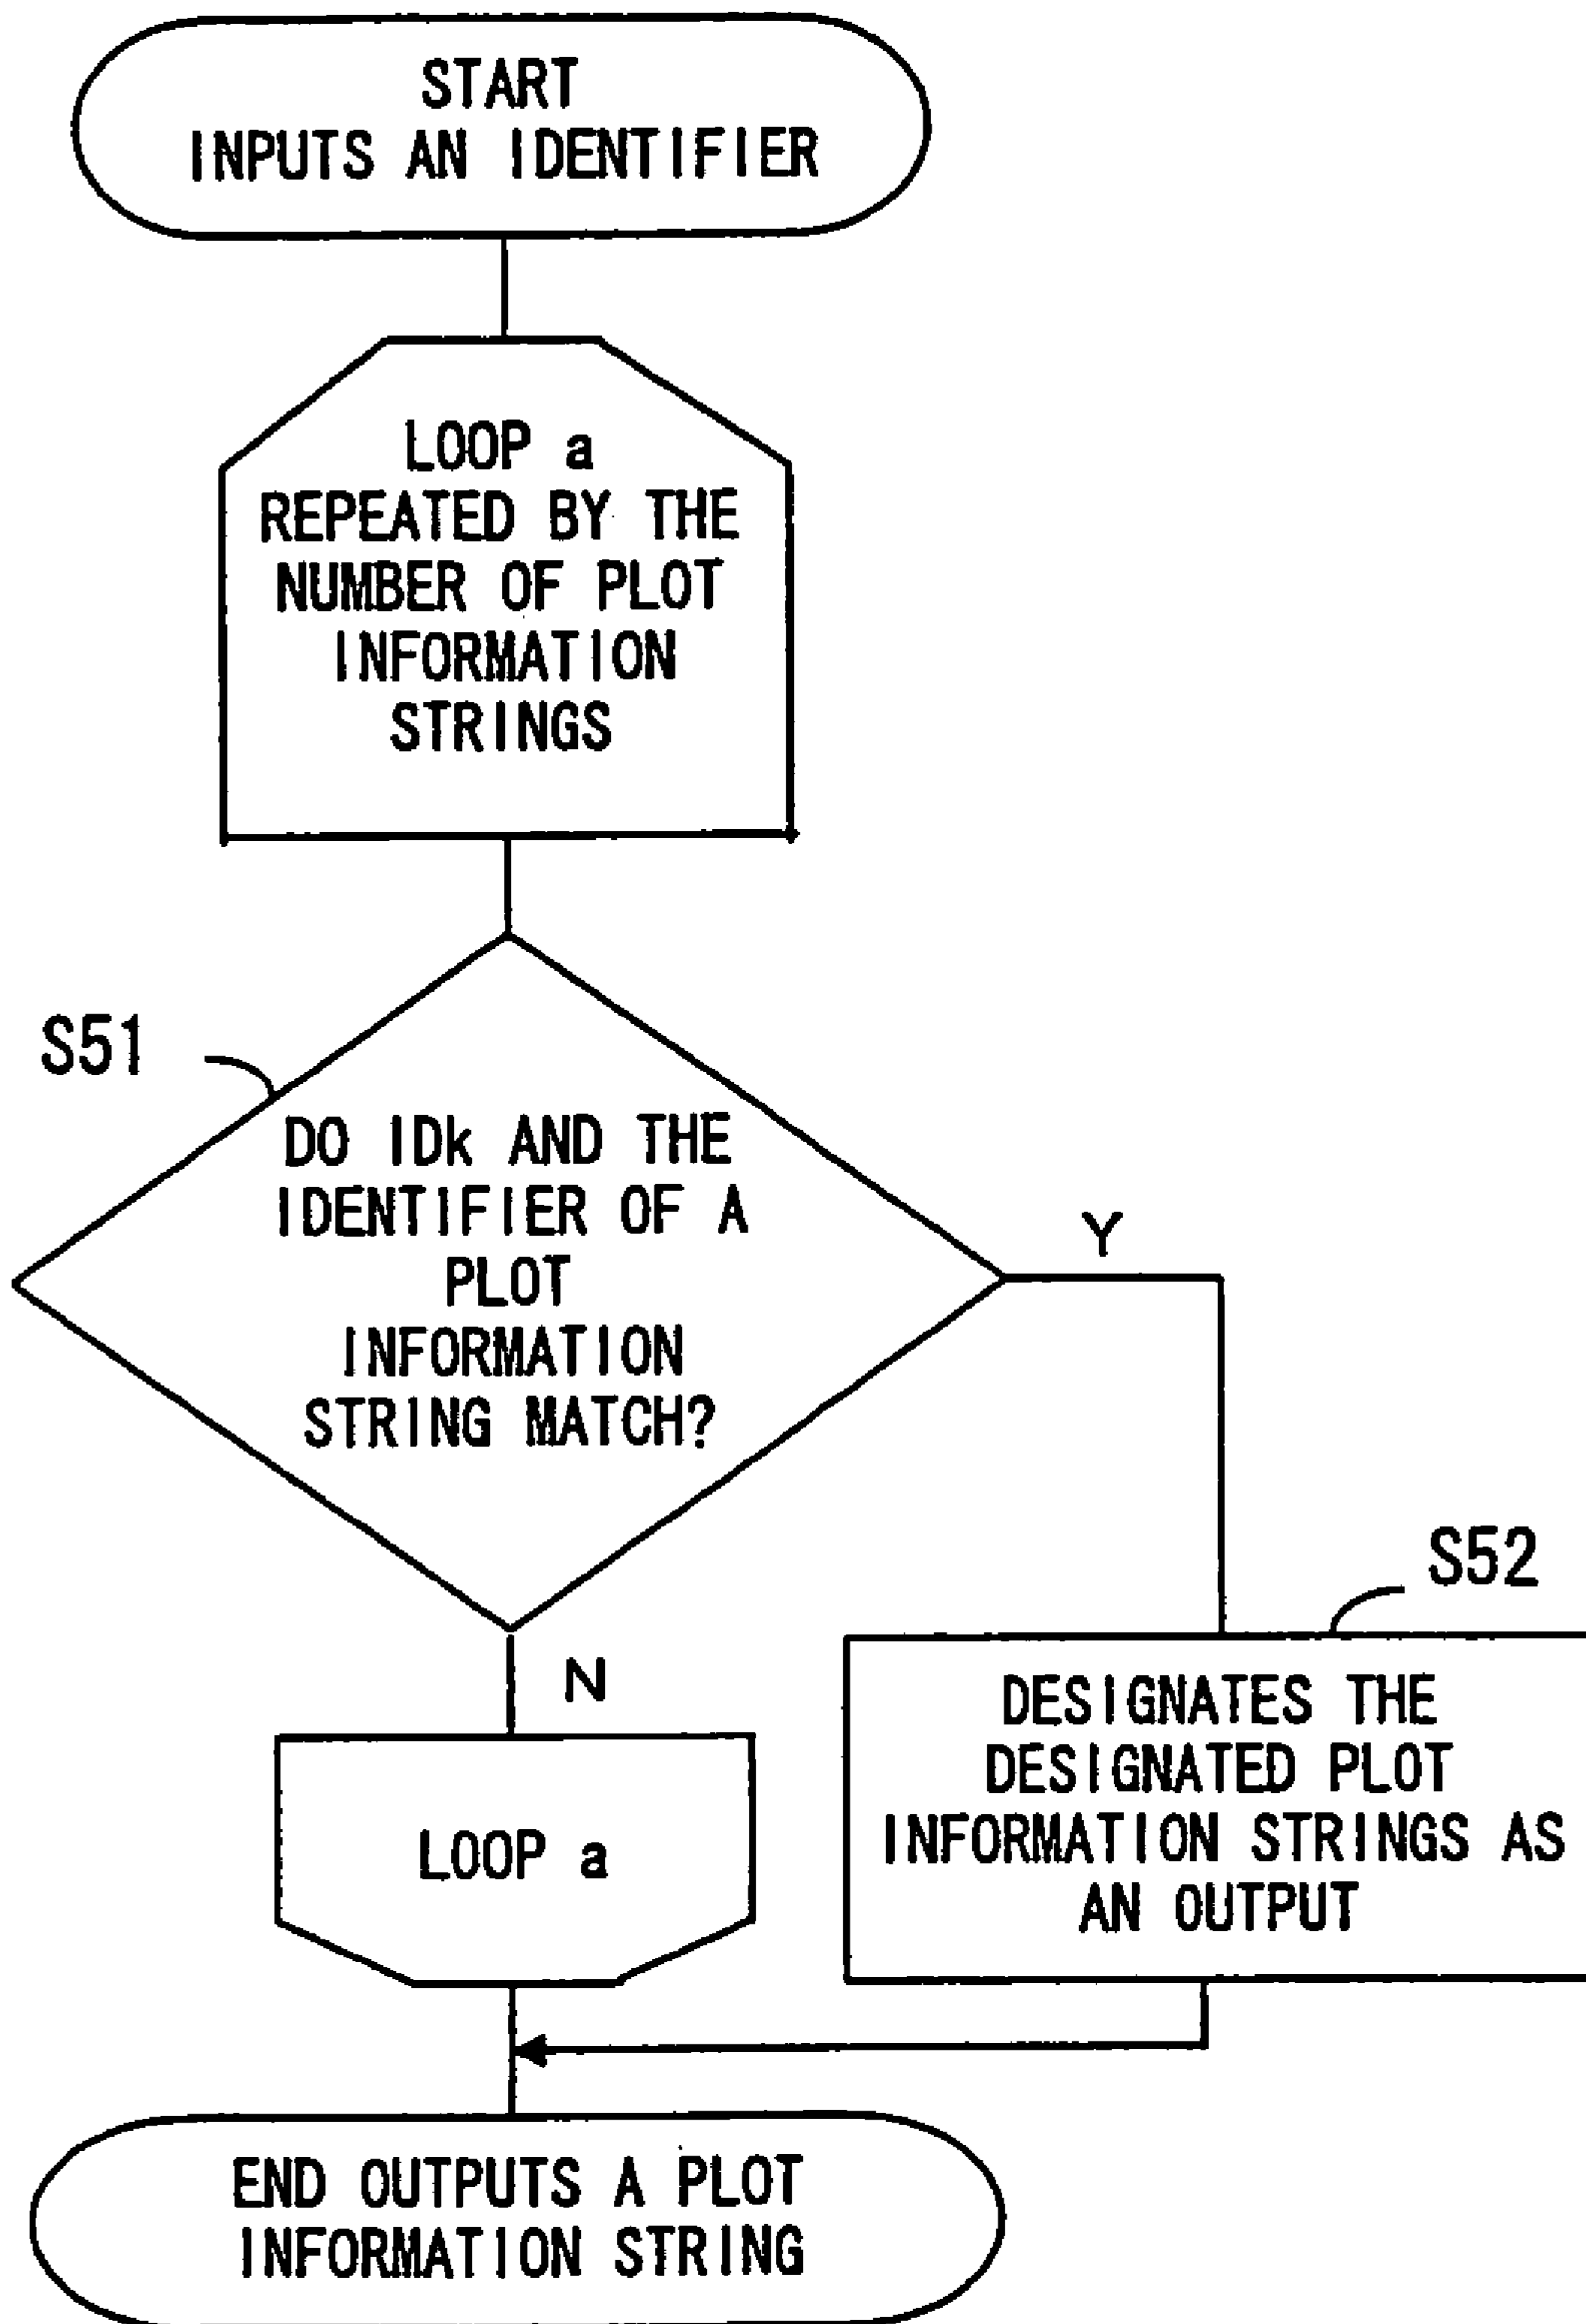 START
INPUTS AN IDENTIFIER
LOOP a
REPEATED BY THE
NUMBER OF PLOT
INFORMATION
STRINGS
S51
DO IDk AND THE
IDENTIFIER OF A
PLOT
INFORMATION
STRING MATCH?
Y
N
S52
DESIGNATES THE
DESIGNATED PLOT
INFORMATION STRINGS AS
AN OUTPUT
LOOP a
END OUTPUTS A PLOT
INFORMATION STRING